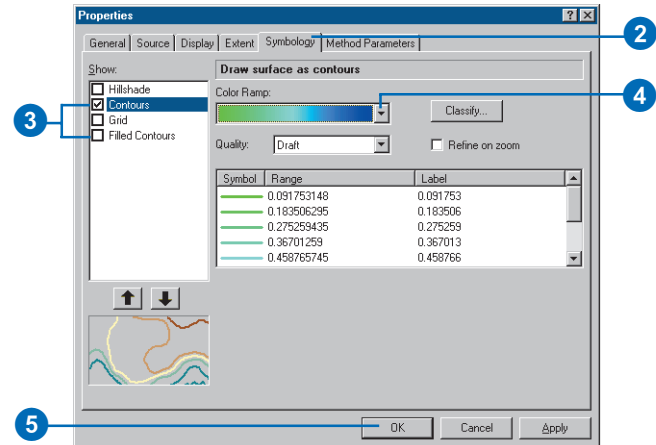 Properties
? ×
General Source Display Extent Symbology Method Parameters
2
Show:
Draw surface as contours
Hillshade
Contours
Grid
Filled Contours
3
Color Ramp:
4
Classify...
Quality:
Draft
Refine on zoom
Symbol Range Label
0.091753148 0.091753
0.183506295 0.183506
0.275259435 0.275259
0.36701259 0.367013
0.458765745 0.458766
5
OK Cancel Apply